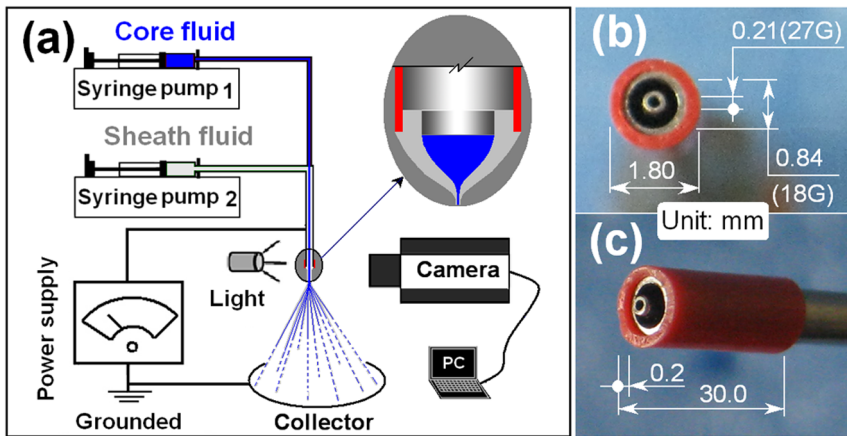 (a)
Core fluid
Syringe pump 1
Sheath fluid
Syringe pump 2
Light
Camera
PC
Power supply
Grounded
Collector
(b)
0.21(27G)
1.80
0.84
(18G)
Unit: mm
(c)
0.2
30.0